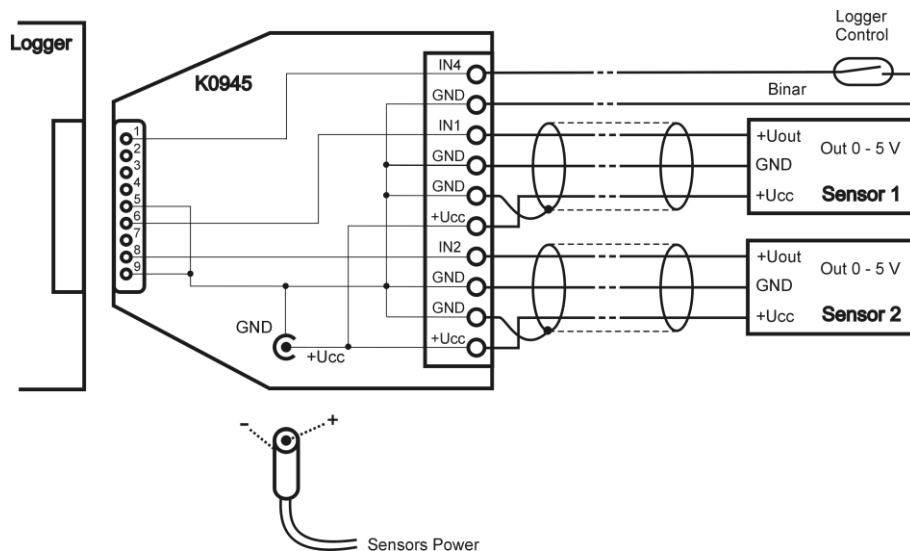 Logger
K0945
1
2
3
4
5
6
7
8
9
GND
+Ucc
IN4
GND
IN1
GND
GND
+Ucc
IN2
GND
GND
+Ucc
Logger
Control
Binar
+Uout
GND
+Ucc
Out 0 - 5 V
Sensor 1
+Uout
GND
+Ucc
Out 0 - 5 V
Sensor 2
-
+
Sensors Power